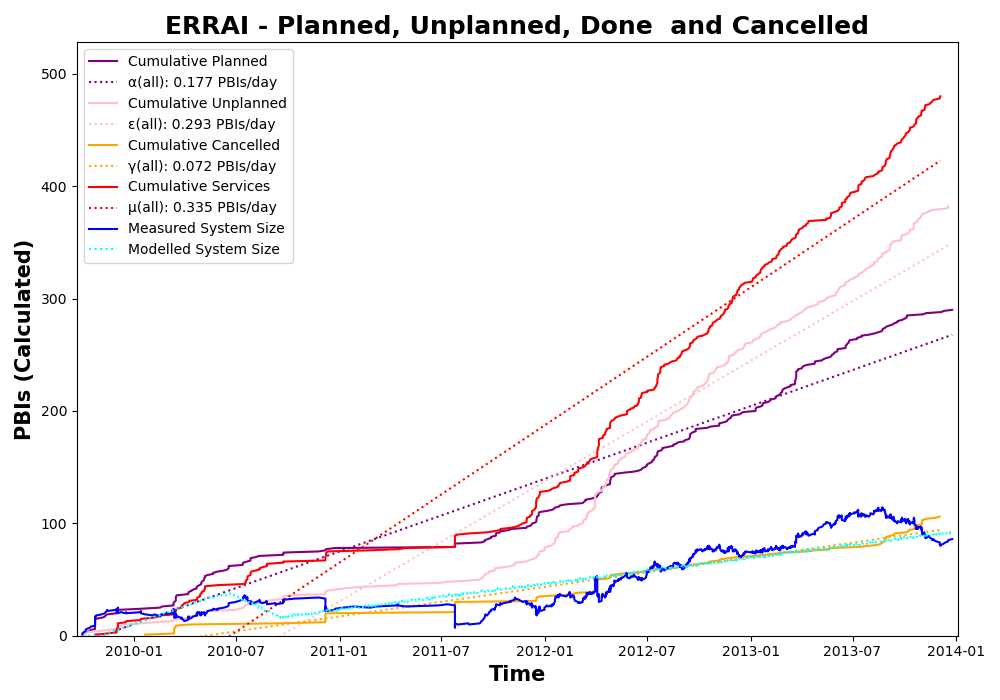 ERRAI - Planned, Unplanned, Done  and Cancelled
Cumulative Planned
α(all): 0.177 PBIs/day
Cumulative Unplanned
ε(all): 0.293 PBIs/day
Cumulative Cancelled
γ(all): 0.072 PBIs/day
Cumulative Services
μ(all): 0.335 PBIs/day
Measured System Size
Modelled System Size
PBIs (Calculated)
500
400
300
200
100
0
2010-01 2010-07 2011-01 2011-07 2012-01 2012-07 2013-01 2013-07 2014-01
Time